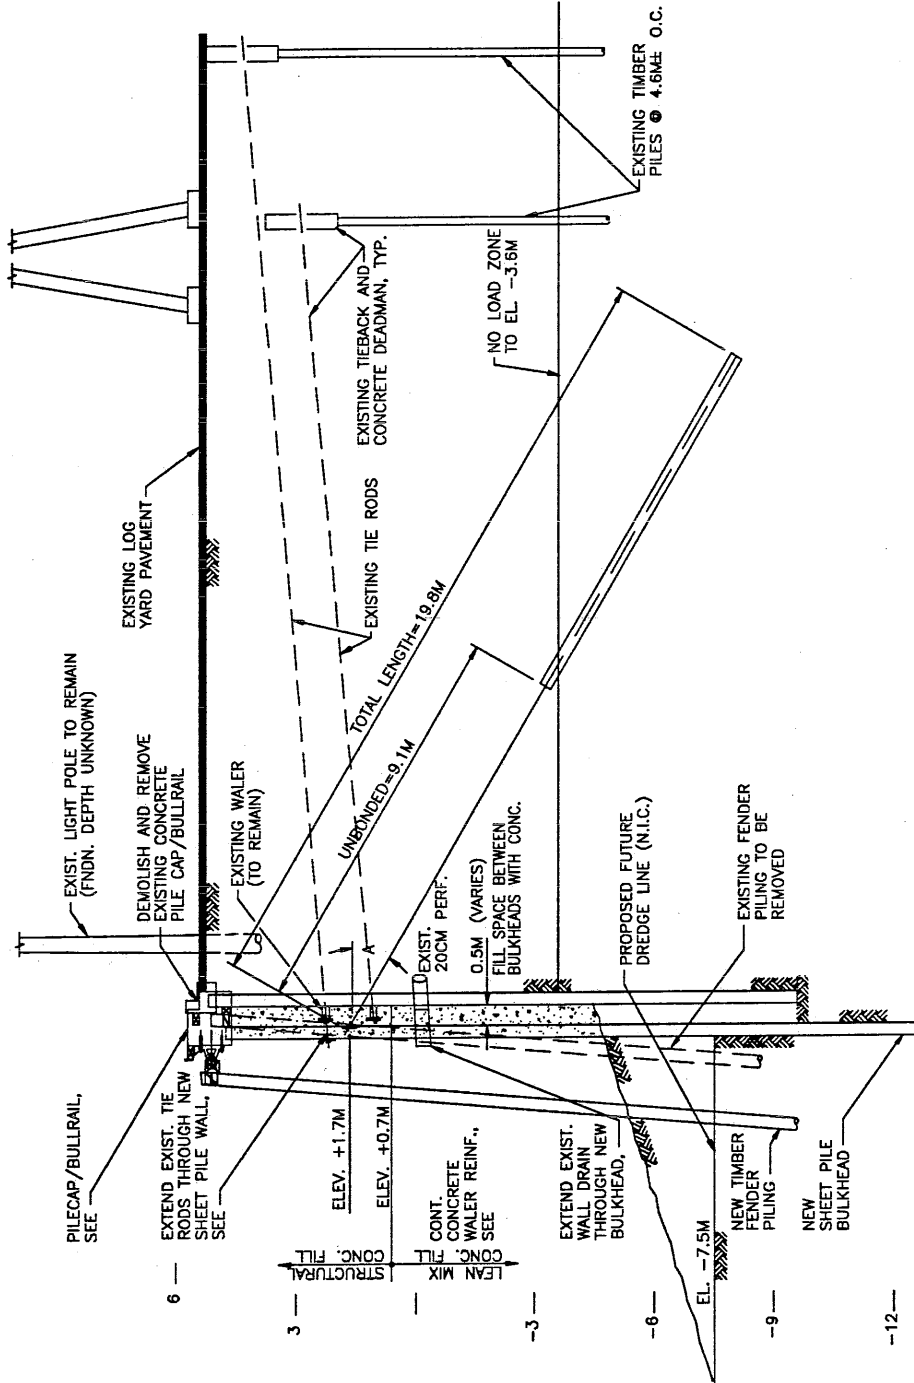 EXIST. LIGHT POLE TO REMAIN
(FNDN. DEPTH UNKNOWN)
DEMOLISH AND REMOVE
EXISTING CONCRETE
PILE CAP/BULLRAIL
EXISTING WALER
(TO REMAIN)
EXISTING LOG
YARD PAVEMENT
PILECAP/BULLRAIL,
SEE
EXTEND EXIST. TIE
RODS THROUGH NEW
SHEET PILE WALL,
SEE
ELEV. +1.7M
ELEV. +0.7M
STRUCTURAL
CONC. FILL
LEAN MIX
CONC. FILL
CONT.
CONCRETE
WALER REINF.,
SEE
EXTEND EXIST.
WALL DRAIN
THROUGH NEW
BULKHEAD,
EL. -7.5M
NEW TIMBER
FENDER
PILING
NEW
SHEET PILE
BULKHEAD
A
EXIST.
20CM PERF.
0.5M (VARIES)
FILL SPACE BETWEEN
BULKHEADS WITH CONC.
PROPOSED FUTURE
DREDGE LINE (N.I.C.)
EXISTING FENDER
PILING TO BE
REMOVED
UNBONDED=9.1M
TOTAL LENGTH=19.8M
EXISTING TIE RODS
EXISTING TIEBACK AND
CONCRETE DEADMAN, TYP.
NO LOAD ZONE
TO EL. -3.6M
EXISTING TIMBER
PILES @ 4.6M± O.C.
6
3
-3
-6
-9
-12